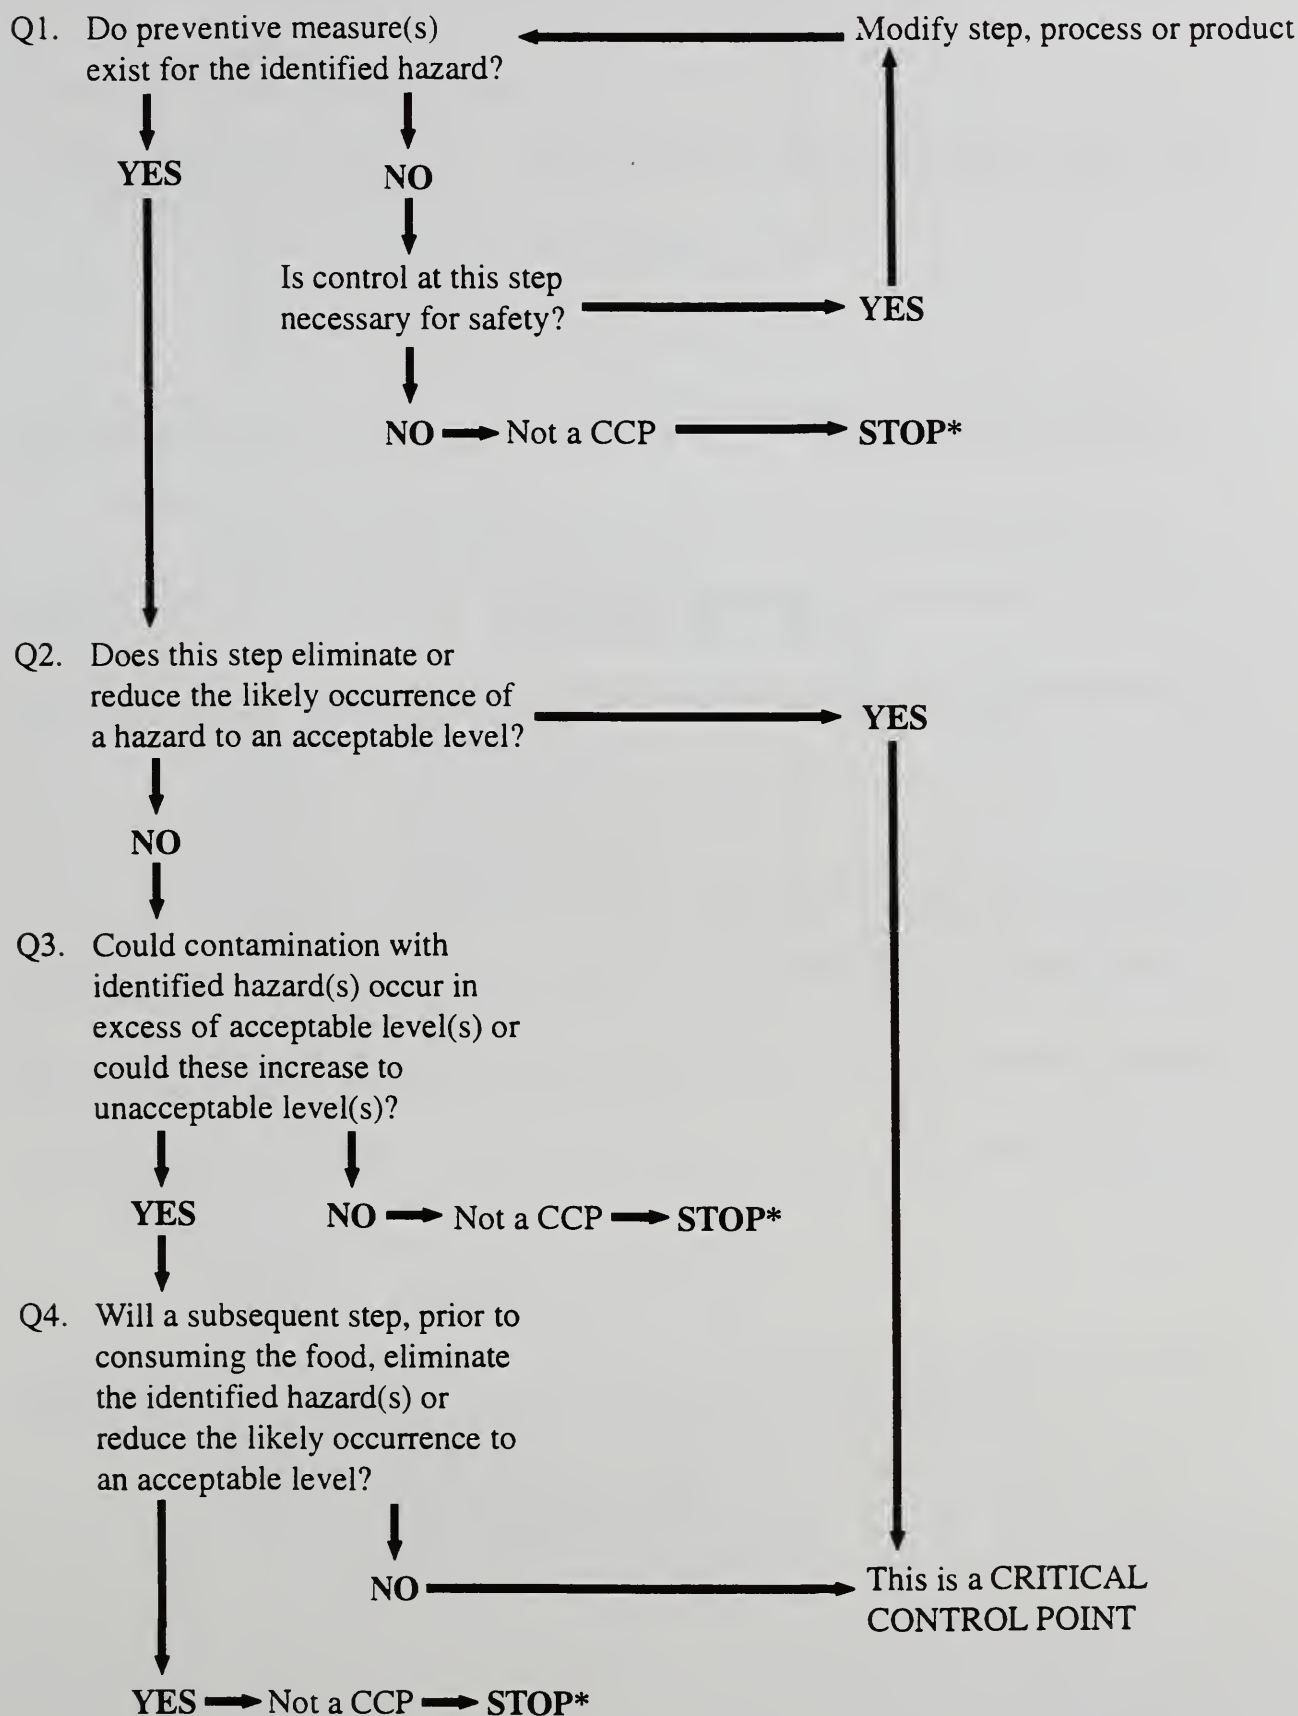 Q1. Do preventive measure(s)
exist for the identified hazard?
Modify step, process or product
YES
NO
Is control at this step
necessary for safety?
YES
NO
Not a CCP
STOP*
Q2. Does this step eliminate or
reduce the likely occurrence of
a hazard to an acceptable level?
YES
NO
Q3. Could contamination with
identified hazard(s) occur in
excess of acceptable level(s) or
could these increase to
unacceptable level(s)?
YES
NO
Not a CCP
STOP*
Q4. Will a subsequent step, prior to
consuming the food, eliminate
the identified hazard(s) or
reduce the likely occurrence to
an acceptable level?
NO
This is a CRITICAL
CONTROL POINT
YES
Not a CCP
STOP*